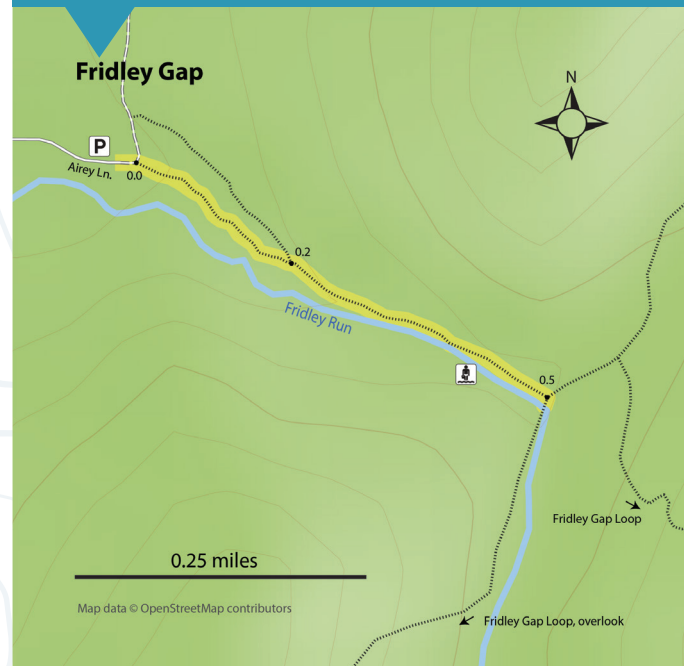 Fridley Gap
N
P
Airey Ln.
0.0
0.2
Fridley Run
0.5
Fridley Gap Loop
0.25 miles
Map data © OpenStreetMap contributors
Fridley Gap Loop, overlook